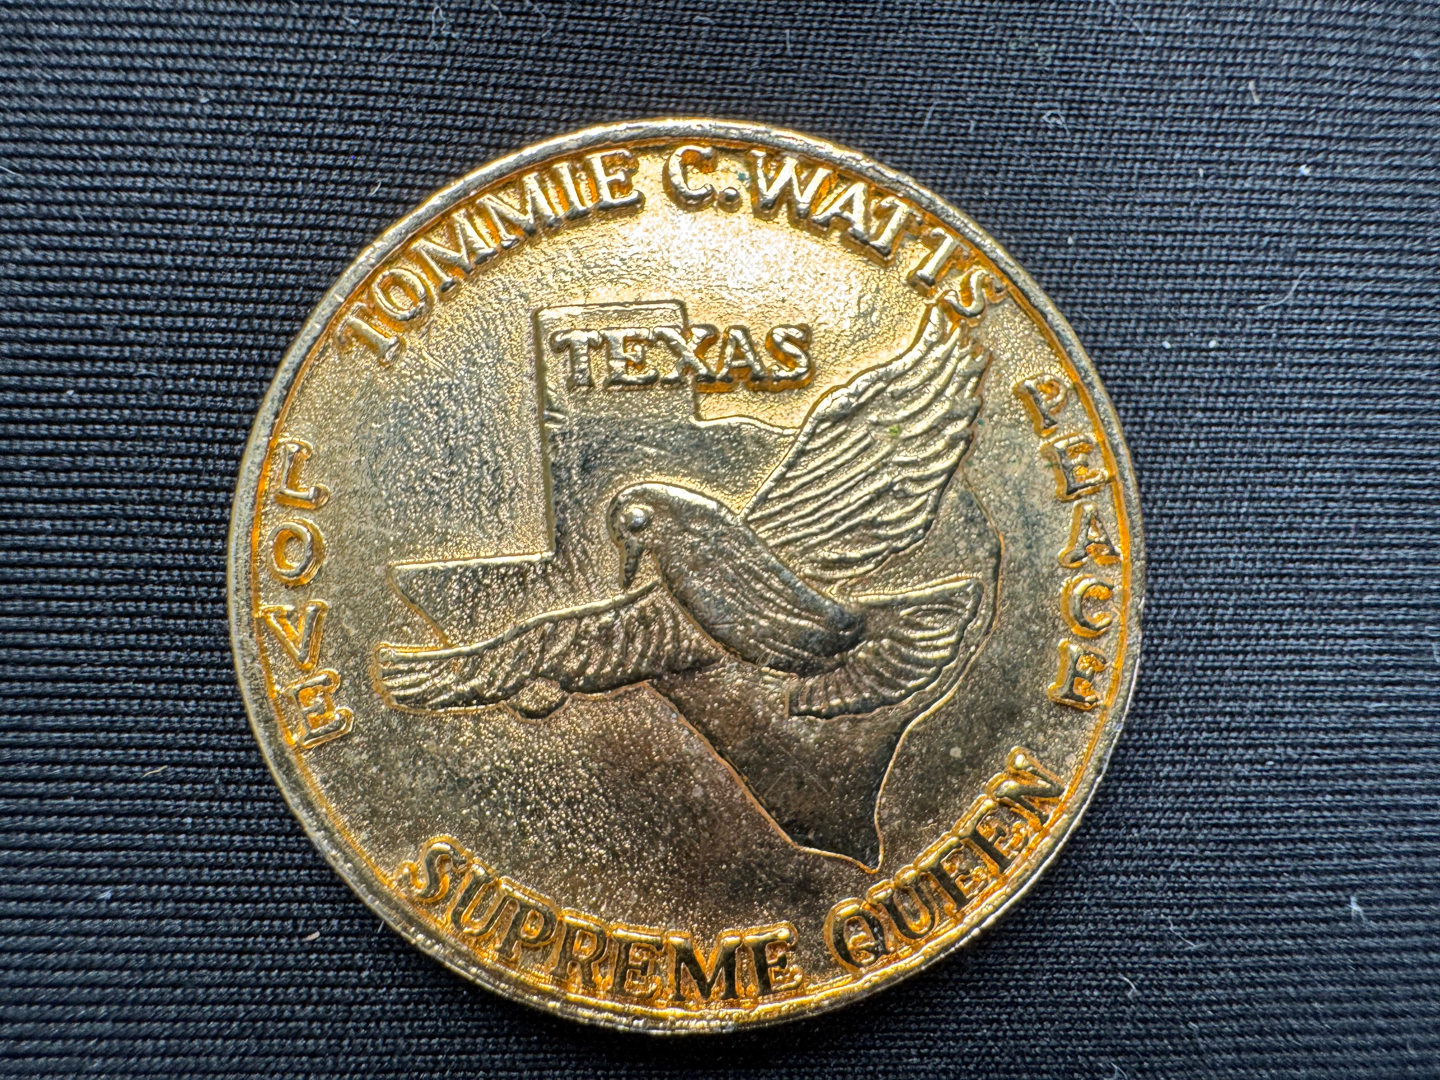 TOMMIE C. WATTS
TEXAS
LOVE
PEACE
SUPREME QUEEN